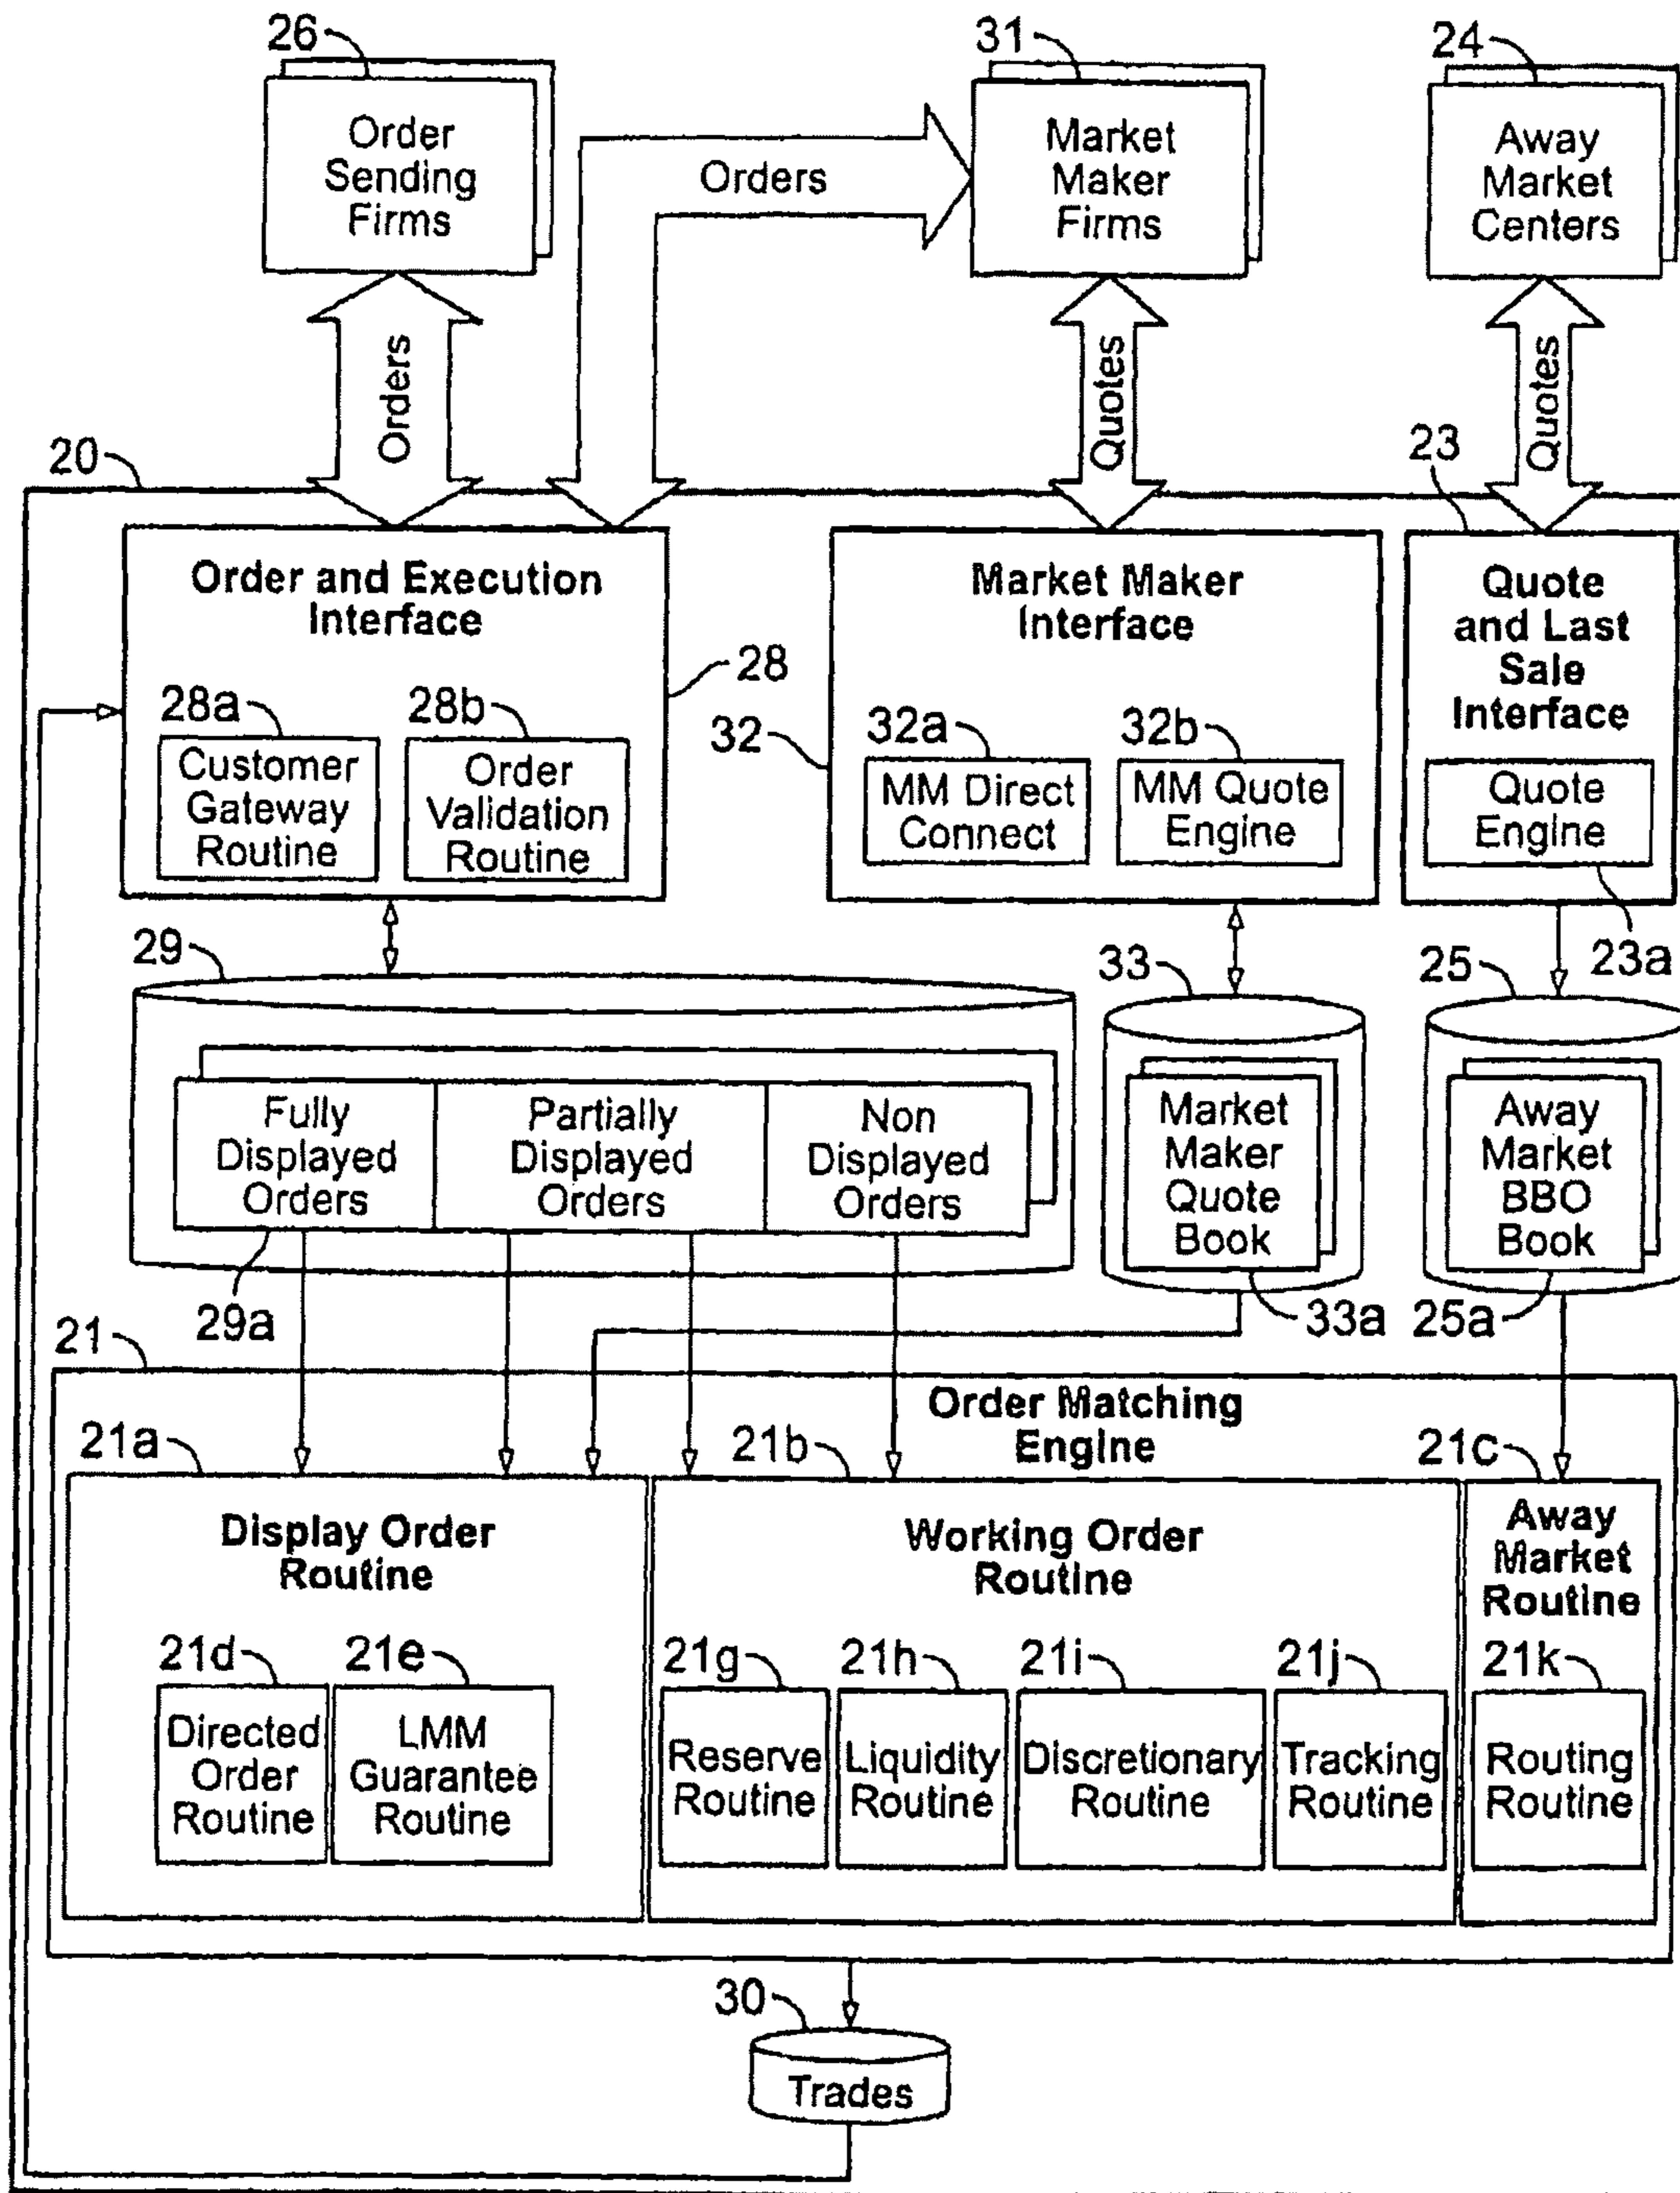 26
31
24
Order
Sending
Firms
Orders
Market
Maker
Firms
Away
Market
Centers
Orders
Quotes
Quotes
20
23
Order and Execution
Interface
28
28a
Customer
Gateway
Routine
28b
Order
Validation
Routine
Market Maker
Interface
32
32a
MM Direct
Connect
32b
MM Quote
Engine
Quote
and Last
Sale
Interface
Quote
Engine
23a
29
33
25
Fully
Displayed
Orders
Partially
Displayed
Orders
Non
Displayed
Orders
29a
Market
Maker
Quote
Book
33a
Away
Market
BBO
Book
25a
21
Order Matching
Engine
21a
21b
21c
Display Order
Routine
21d
Directed
Order
Routine
21e
LMM
Guarantee
Routine
Working Order
Routine
21g
Reserve
Routine
21h
Liquidity
Routine
21i
Discretionary
Routine
21j
Tracking
Routine
Away
Market
Routine
21k
Routing
Routine
30
Trades